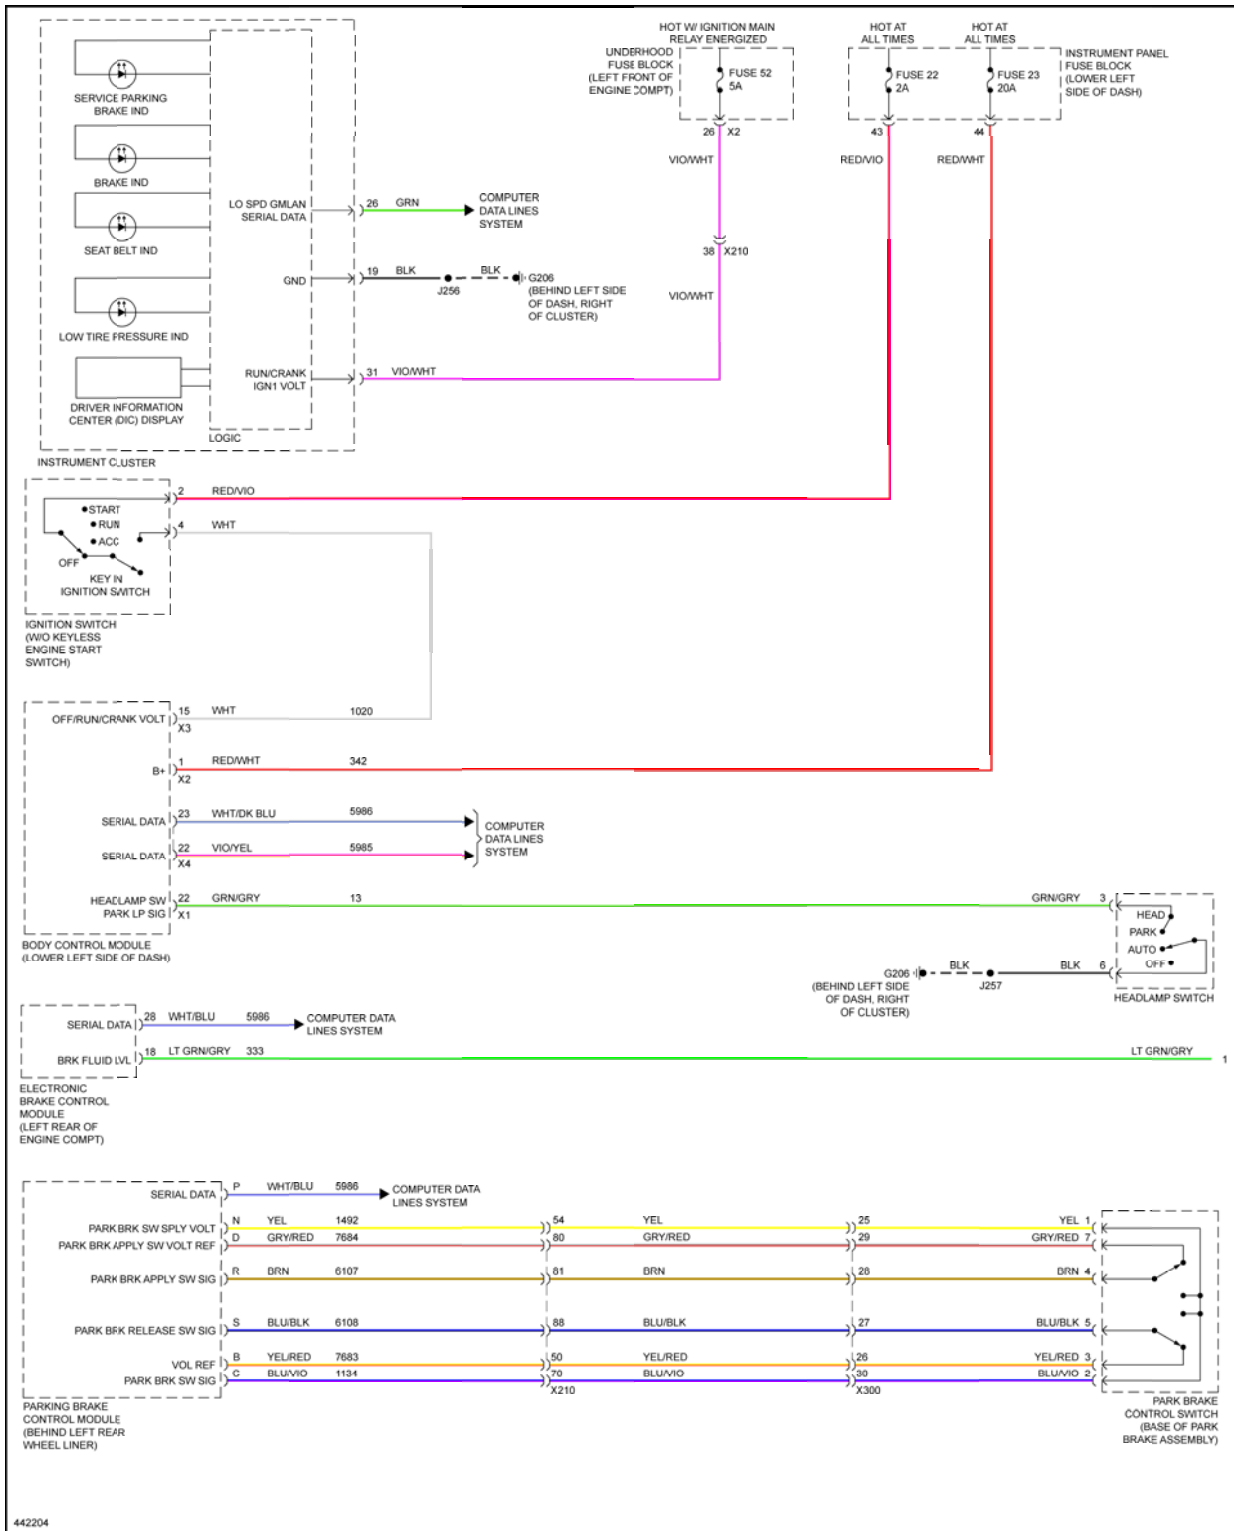 HOT W/ IGNITION MAIN
RELAY ENERGIZED
HOT AT
ALL TIMES
HOT AT
ALL TIMES
UNDERHOOD
FUSE BLOCK
(LEFT FRONT OF
ENGINE COMPT)
FUSE 52
5A
FUSE 22
2A
FUSE 23
20A
INSTRUMENT PANEL
FUSE BLOCK
(LOWER LEFT
SIDE OF DASH)
26 X2
43
44
VIO/WHT
RED/VIO
RED/WHT
38 X210
VIO/WHT
SERVICE PARKING
BRAKE IND
BRAKE IND
SEAT BELT IND
LOW TIRE PRESSURE IND
DRIVER INFORMATION
CENTER (DIC) DISPLAY
LO SPD GMLAN
SERIAL DATA
26 GRN
COMPUTER
DATA LINES
SYSTEM
GND
19 BLK
J256
BLK
G206
(BEHIND LEFT SIDE
OF DASH, RIGHT
OF CLUSTER)
RUN/CRANK
IGN1 VOLT
31 VIO/WHT
LOGIC
INSTRUMENT CLUSTER
2 RED/VIO
4 WHT
START
RUN
ACC
OFF
KEY IN
IGNITION SWITCH
IGNITION SWITCH
(W/O KEYLESS
ENGINE START
SWITCH)
OFF/RUN/CRANK VOLT
15 WHT 1020
X3
B+
1 RED/WHT 342
X2
SERIAL DATA
23 WHT/DK BLU 5986
SERIAL DATA
22 VIO/YEL 5985
X4
COMPUTER
DATA LINES
SYSTEM
HEADLAMP SW
PARK LP SIG
22 GRN/GRY 13
X1
BODY CONTROL MODULE
(LOWER LEFT SIDE OF DASH)
GRN/GRY 3
HEAD
PARK
AUTO
OFF
BLK 6
J257
BLK
G206
(BEHIND LEFT SIDE
OF DASH, RIGHT
OF CLUSTER)
HEADLAMP SWITCH
SERIAL DATA
28 WHT/BLU 5986
COMPUTER DATA
LINES SYSTEM
BRK FLUID LVL
18 LT GRN/GRY 333
LT GRN/GRY
1
ELECTRONIC
BRAKE CONTROL
MODULE
(LEFT REAR OF
ENGINE COMPT)
SERIAL DATA
P WHT/BLU 5986
COMPUTER DATA
LINES SYSTEM
PARK BRK SW SPLY VOLT N YEL 1492 54 YEL 25 YEL 1
PARK BRK APPLY SW VOLT REF D GRY/RED 7684 80 GRY/RED 29 GRY/RED 7
PARK BRK APPLY SW SIG R BRN 6107 81 BRN 28 BRN 4
PARK BRK RELEASE SW SIG S BLU/BLK 6108 88 BLU/BLK 27 BLU/BLK 5
VOL REF B YEL/RED 7683 50 YEL/RED 26 YEL/RED 3
PARK BRK SW SIG C BLU/VIO 1134 70 BLU/VIO 30 BLU/VIO 2
X210
X300
PARKING BRAKE
CONTROL MODULE
(BEHIND LEFT REAR
WHEEL LINER)
PARK BRAKE
CONTROL SWITCH
(BASE OF PARK
BRAKE ASSEMBLY)
442204